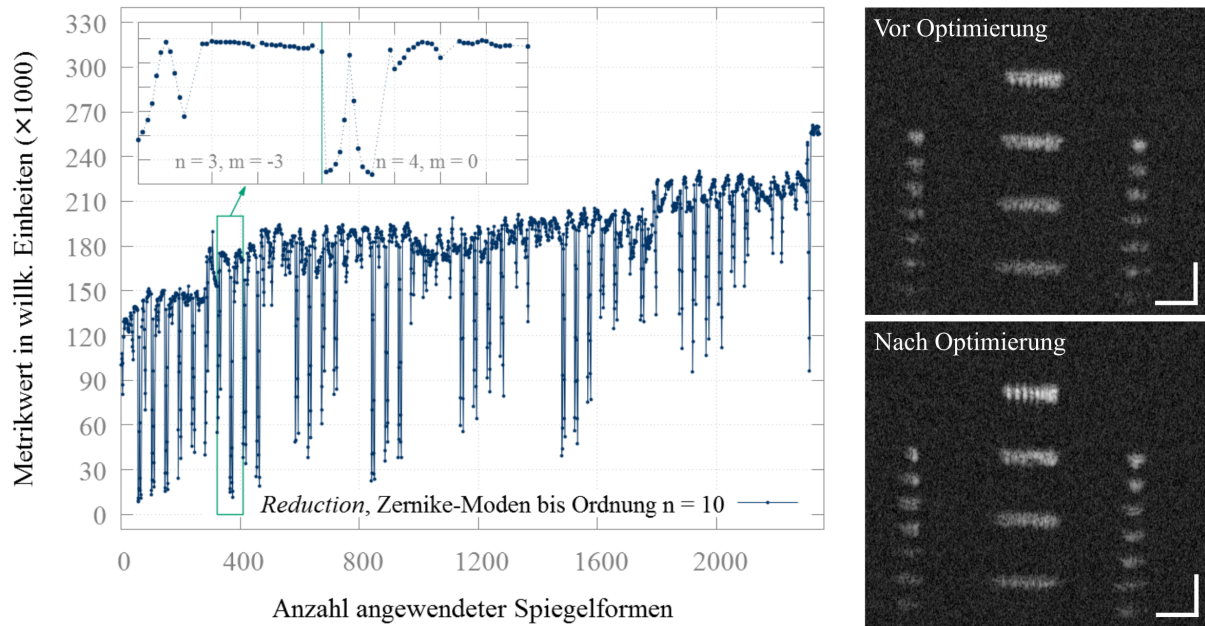 Metrikwert in willk. Einheiten (×1000)
330
300
270
240
210
180
150
120
90
60
30
0
n = 3, m = -3
n = 4, m = 0
Reduction, Zernike-Moden bis Ordnung n = 10
0 400 800 1200 1600 2000
Anzahl angewendeter Spiegelformen
Vor Optimierung
Nach Optimierung